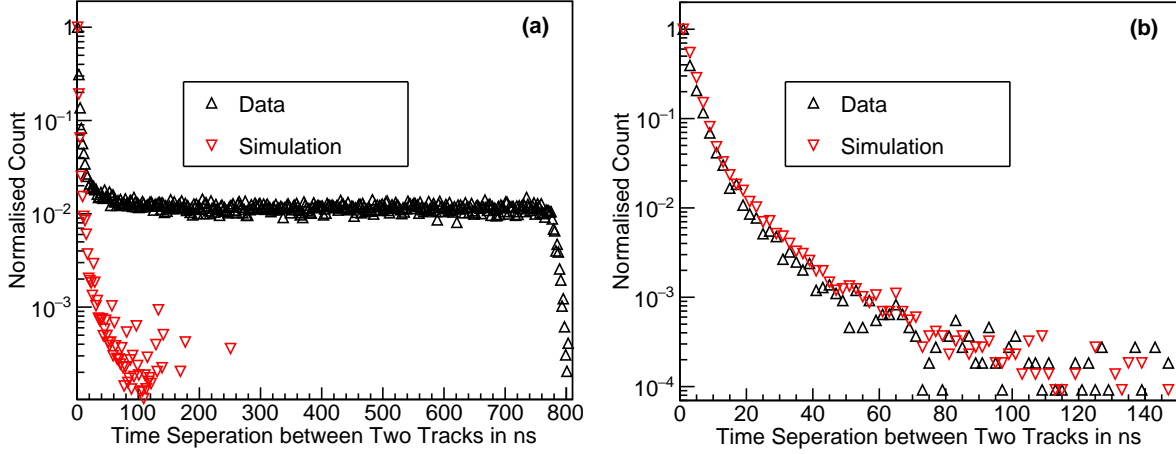 (a)
1
10⁻¹
10⁻²
10⁻³
Normalised Count
Data
Simulation
0 100 200 300 400 500 600 700 800
Time Seperation between Two Tracks in ns
(b)
1
10⁻¹
10⁻²
10⁻³
10⁻⁴
Normalised Count
Data
Simulation
0 20 40 60 80 100 120 140
Time Seperation between Two Tracks in ns